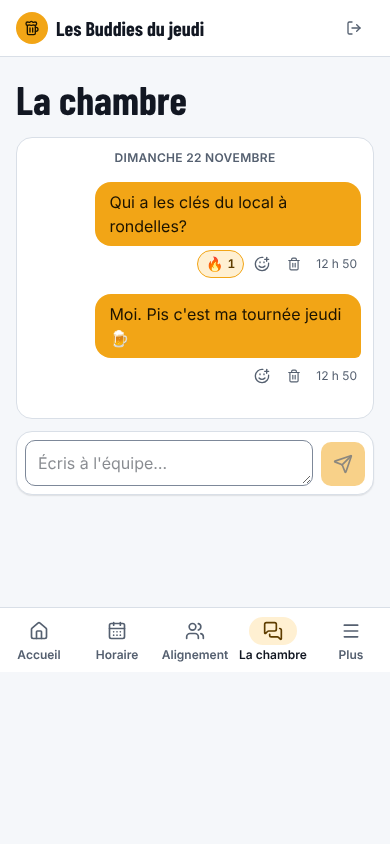 Les Buddies du jeudi
La chambre
DIMANCHE 22 NOVEMBRE
Qui a les clés du local à
rondelles?
🔥 1
12 h 50
Moi. Pis c'est ma tournée jeudi
🍺
12 h 50
Écris à l'équipe...
Accueil
Horaire
Alignement
La chambre
Plus